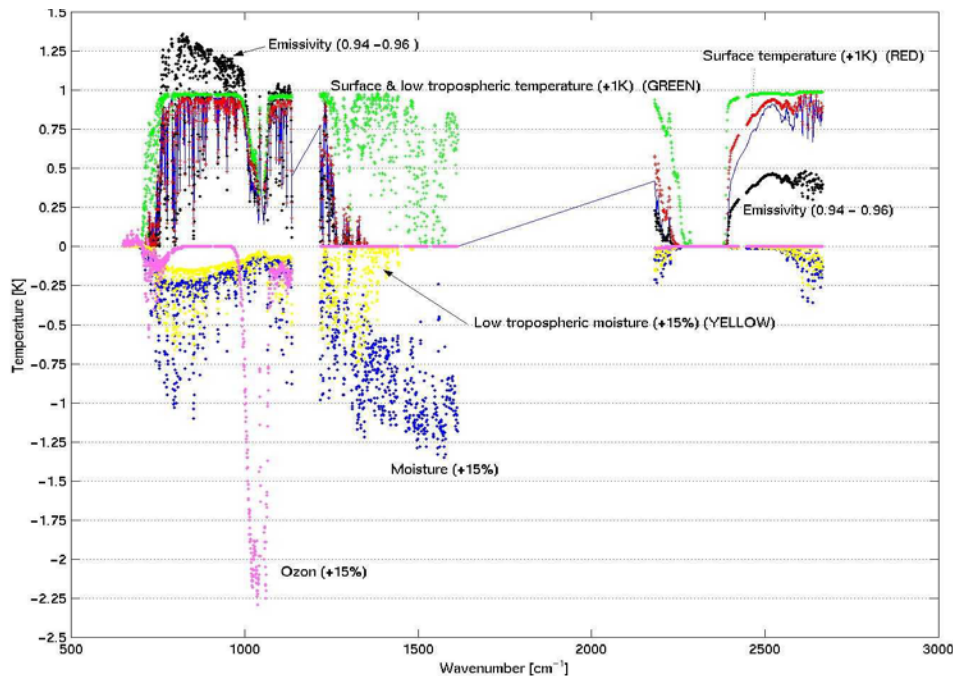 1.5
1.25
1
0.75
0.5
0.25
0
−0.25
−0.5
−0.75
−1
−1.25
−1.5
−1.75
−2
−2.25
−2.5
Temperature [K]
Emissivity (0.94 −0.96 )
Surface temperature (+1K) (RED)
Surface & low tropospheric temperature (+1K) (GREEN)
Emissivity (0.94 − 0.96)
Low tropospheric moisture (+15%) (YELLOW)
Moisture (+15%)
Ozon (+15%)
500 1000 1500 2000 2500 3000
Wavenumber [cm⁻¹]